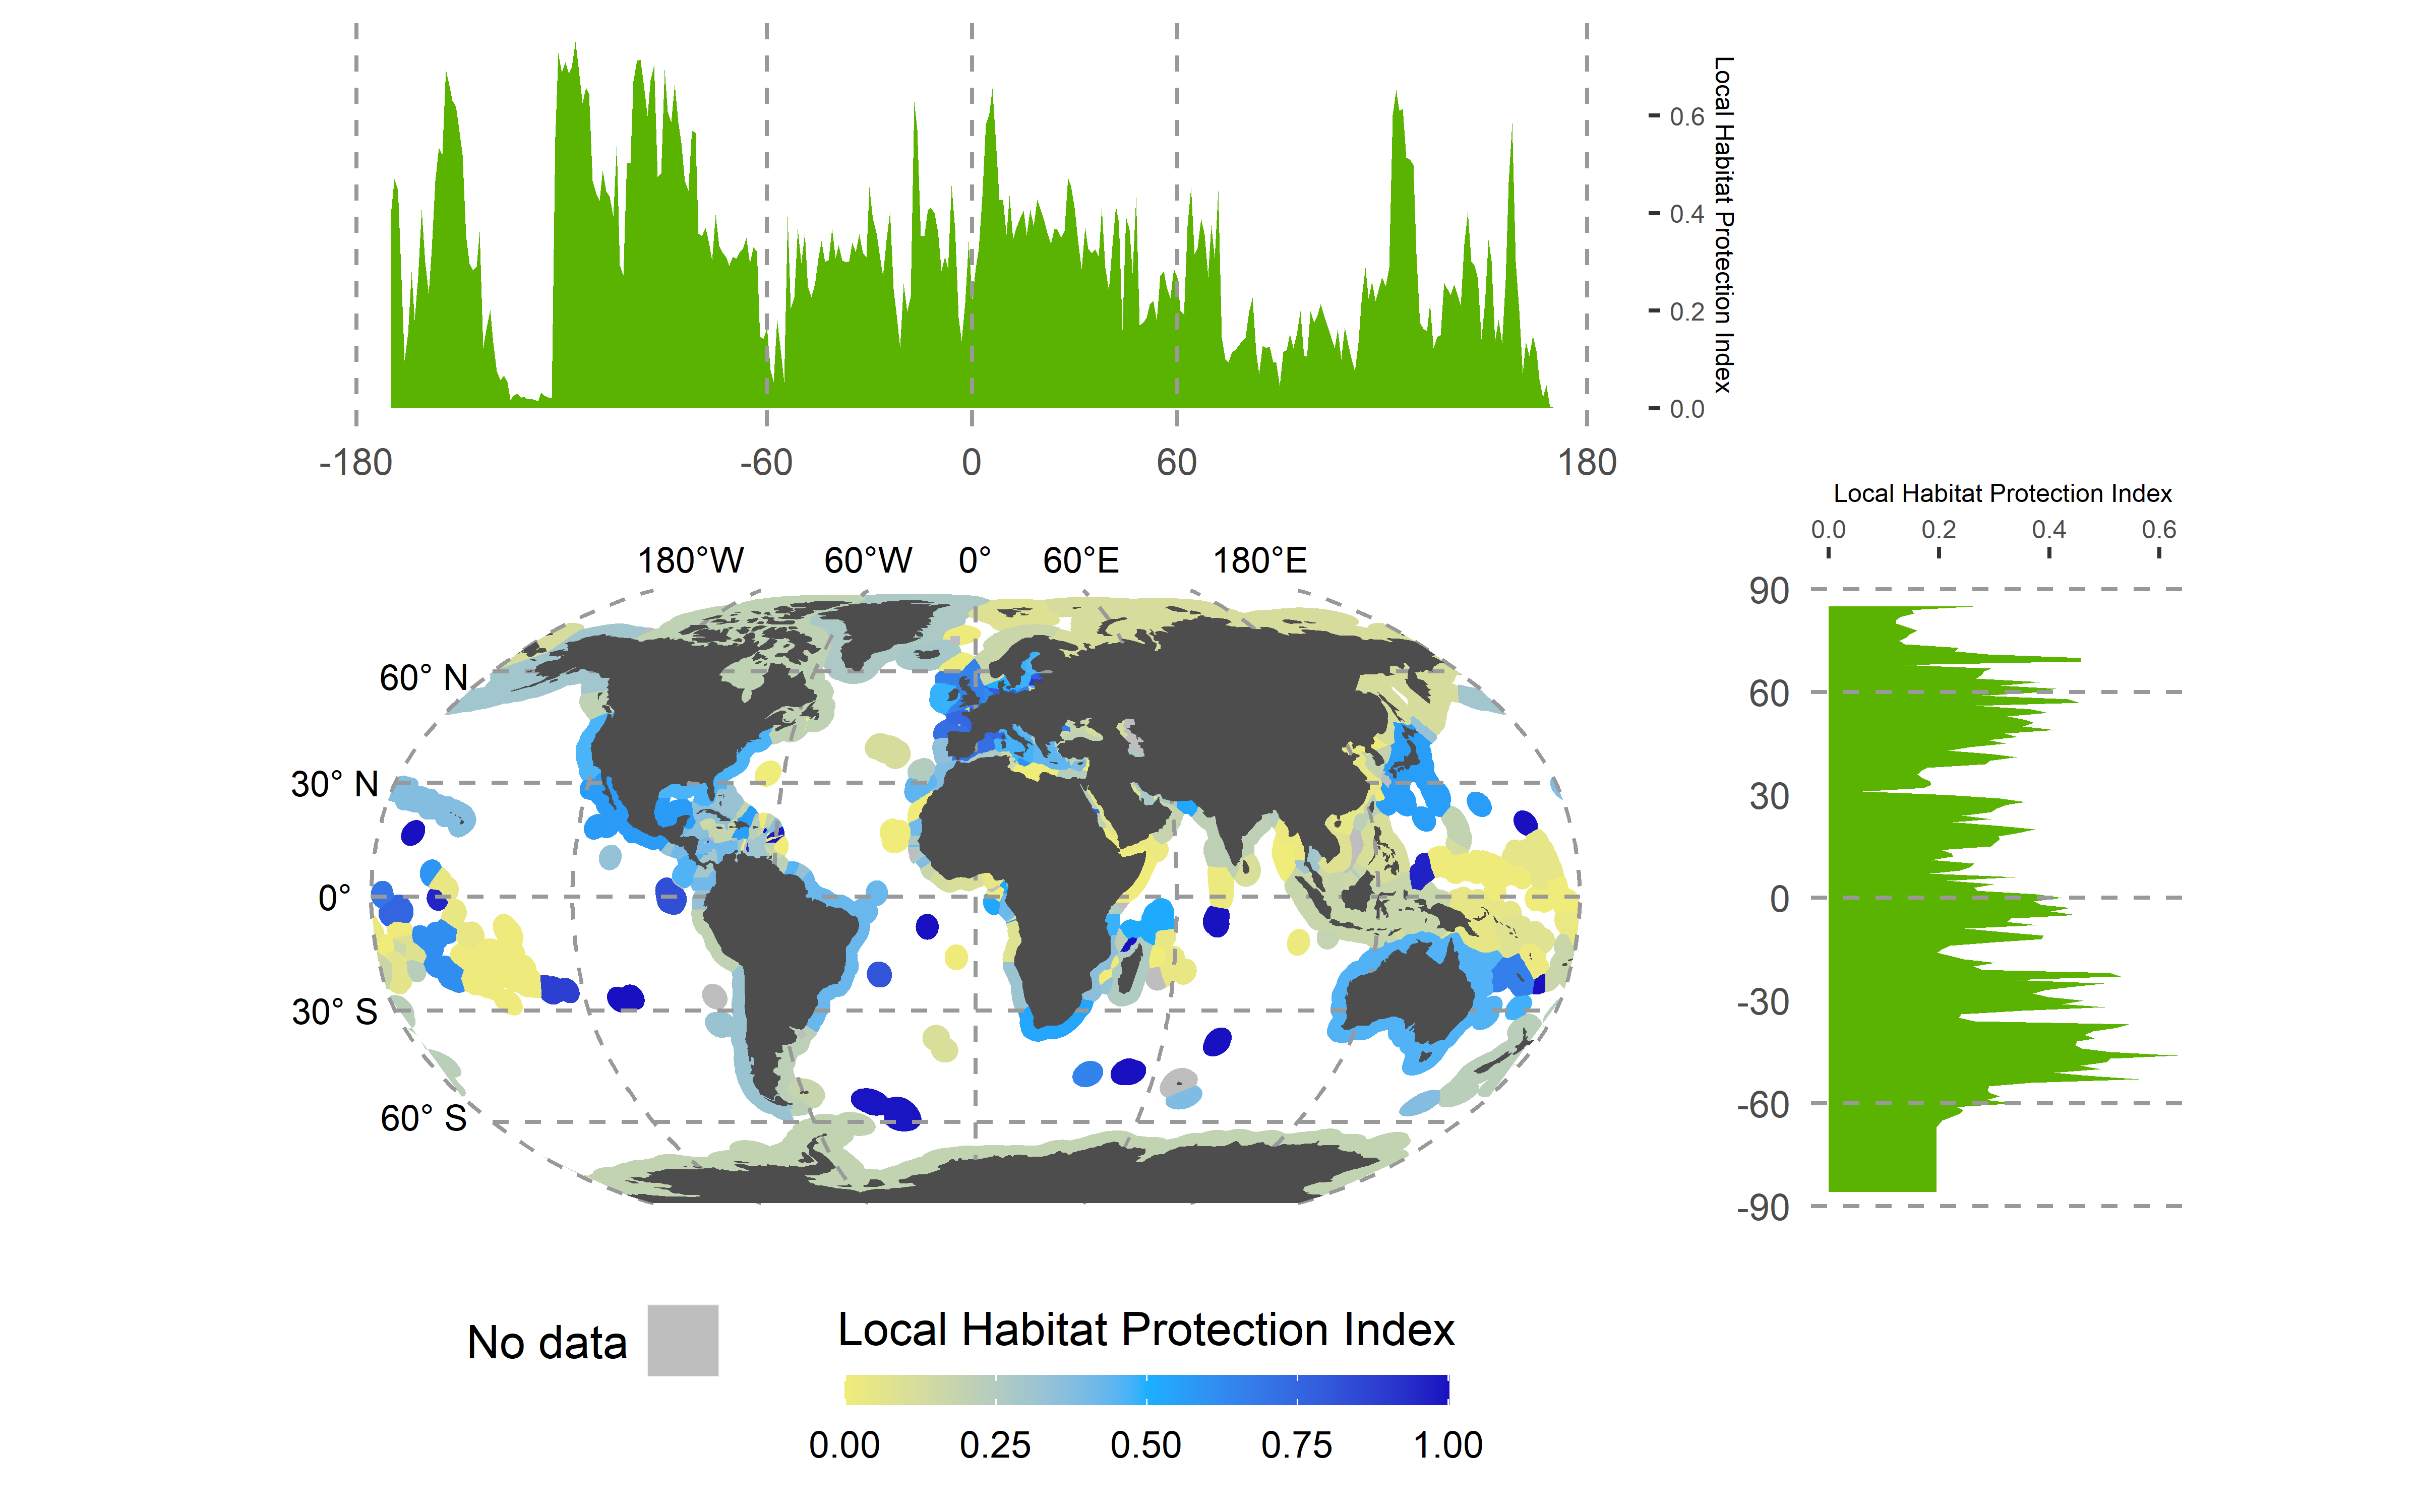 Local Habitat Protection Index
0.6
0.4
0.2
0.0
-180 -60 0 60 180
Local Habitat Protection Index
0.0 0.2 0.4 0.6
180°W 60°W 0° 60°E 180°E
90
60
30
0
-30
-60
-90
60° N
30° N
0°
30° S
60° S
No data
Local Habitat Protection Index
0.00 0.25 0.50 0.75 1.00